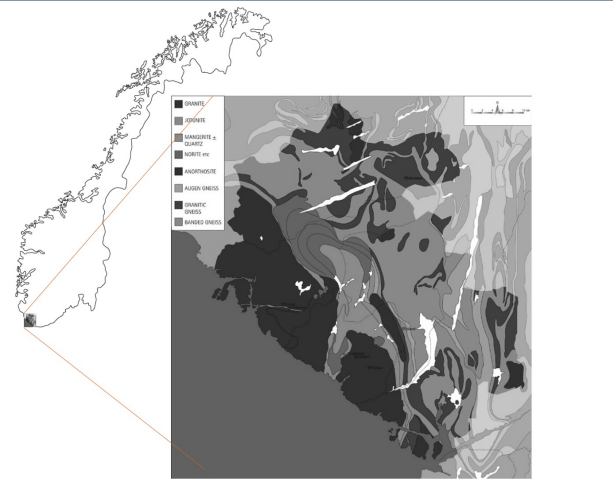 GRANITE
JOTUNITE
MANGERITE ±
QUARTZ
NORITE etc
ANORTHOSITE
AUGEN GNEISS
GRANITIC
GNEISS
BANDED GNEISS